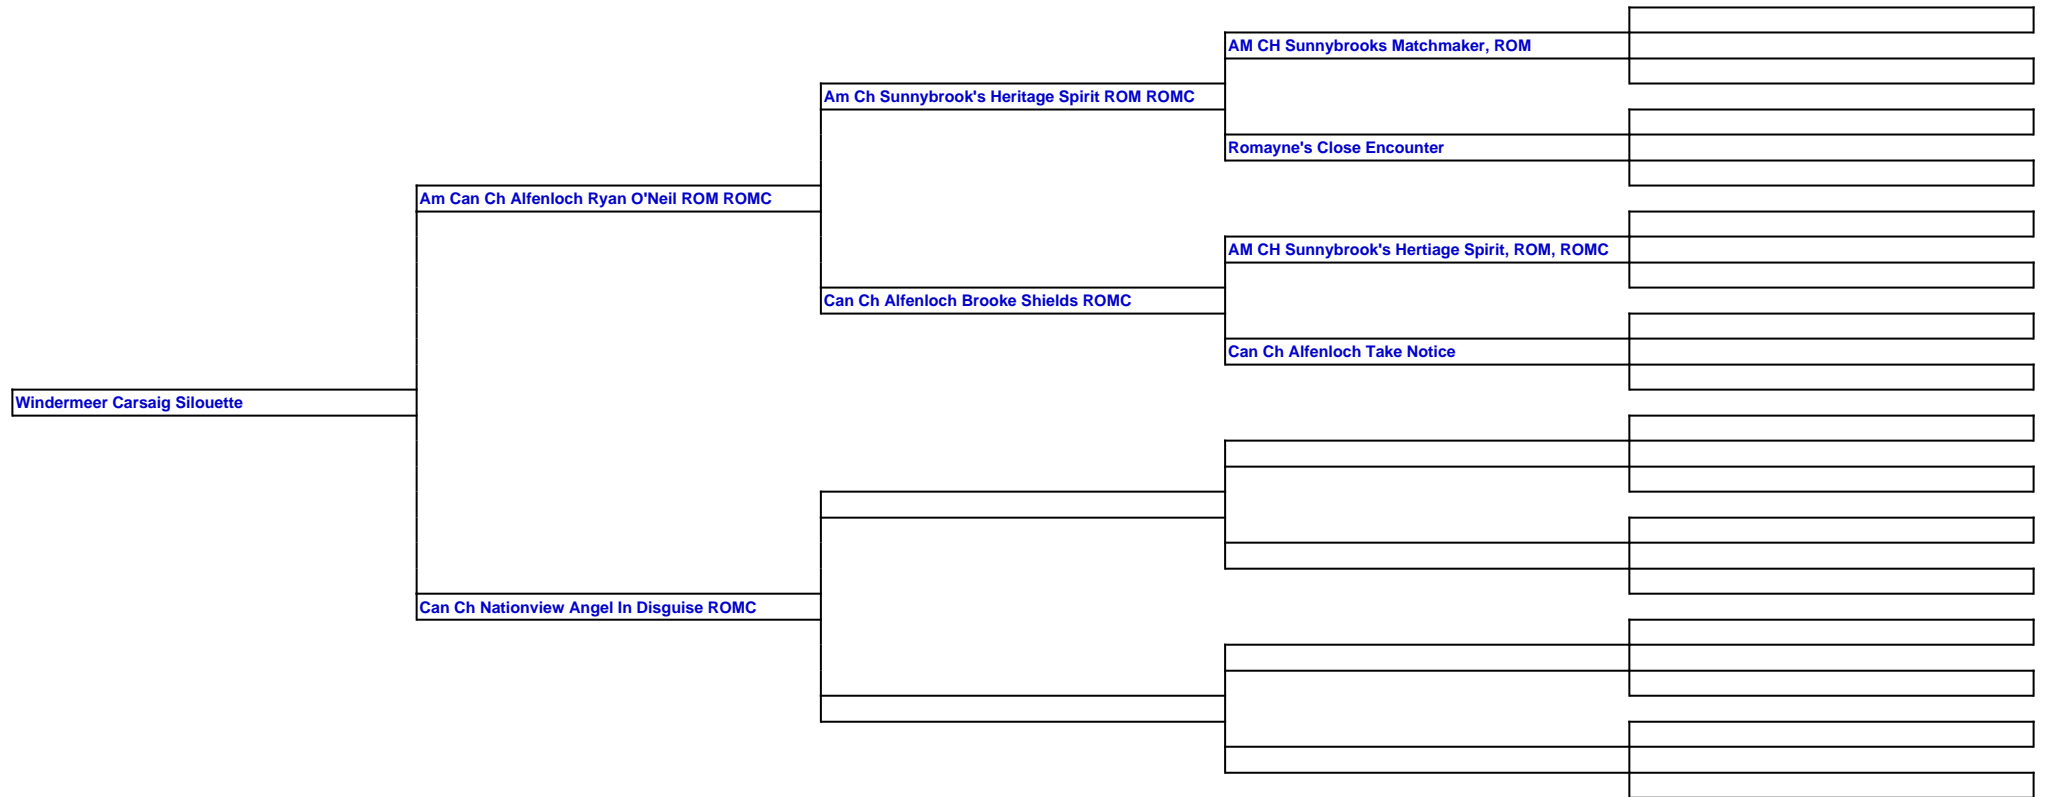 AM CH Sunnybrooks Matchmaker, ROM
Am Ch Sunnybrook's Heritage Spirit ROM ROMC
Romayne's Close Encounter
Am Can Ch Alfenloch Ryan O'Neil ROM ROMC
AM CH Sunnybrook's Hertiage Spirit, ROM, ROMC
Can Ch Alfenloch Brooke Shields ROMC
Can Ch Alfenloch Take Notice
Windermeer Carsaig Silouette
Can Ch Nationview Angel In Disguise ROMC